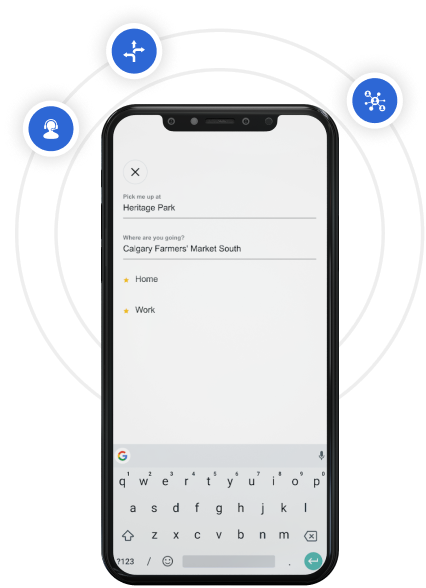 Pick me up at
Heritage Park
Where are you going?
Calgary Farmers' Market South
Home
Work
G
1 2 3 4 5 6 7 8 9 0
q w e r t y u i o p
a s d f g h j k l
z x c v b n m
?123 / .